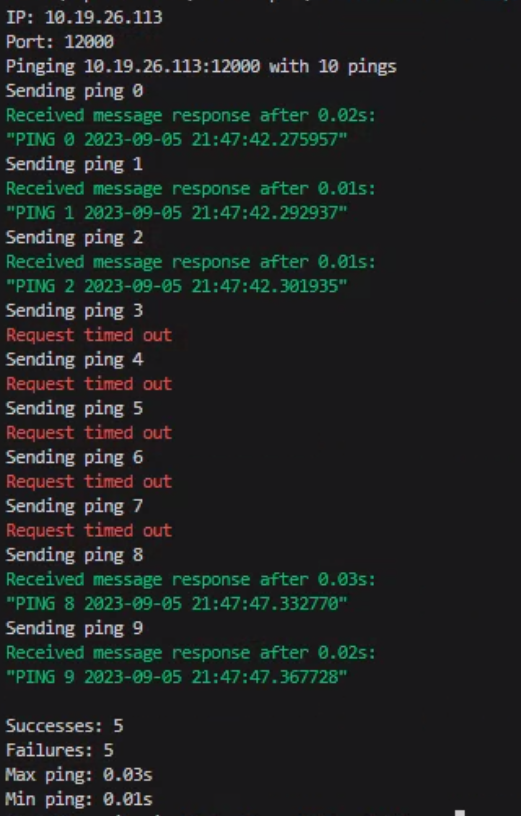 IP: 10.19.26.113
Port: 12000
Pinging 10.19.26.113:12000 with 10 pings
Sending ping 0
Received message response after 0.02s:
"PING 0 2023-09-05 21:47:42.275957"
Sending ping 1
Received message response after 0.01s:
"PING 1 2023-09-05 21:47:42.292937"
Sending ping 2
Received message response after 0.01s:
"PING 2 2023-09-05 21:47:42.301935"
Sending ping 3
Request timed out
Sending ping 4
Request timed out
Sending ping 5
Request timed out
Sending ping 6
Request timed out
Sending ping 7
Request timed out
Sending ping 8
Received message response after 0.03s:
"PING 8 2023-09-05 21:47:47.332770"
Sending ping 9
Received message response after 0.02s:
"PING 9 2023-09-05 21:47:47.367728"
Successes: 5
Failures: 5
Max ping: 0.03s
Min ping: 0.01s